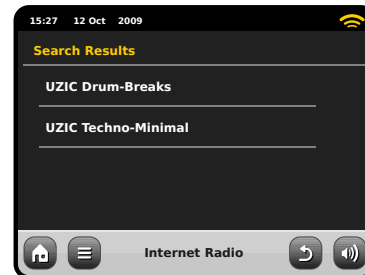 15:27 12 Oct 2009
Search Results
UZIC Drum-Breaks
UZIC Techno-Minimal
Internet Radio